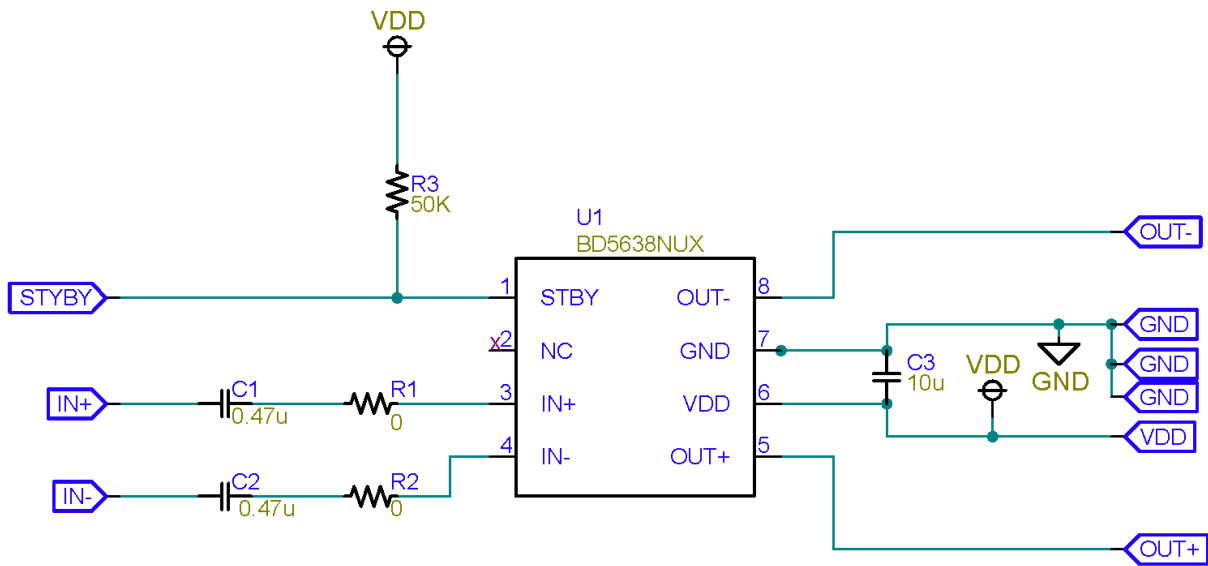 VDD
R3
50K
U1
BD5638NUX
OUT-
STYBY
1
STBY
OUT-
8
GND
x
2
NC
GND
7
C3
10u
VDD
GND
GND
GND
IN+
C1
0.47u
R1
0
3
IN+
VDD
6
VDD
4
IN-
OUT+
5
IN-
C2
0.47u
R2
0
OUT+